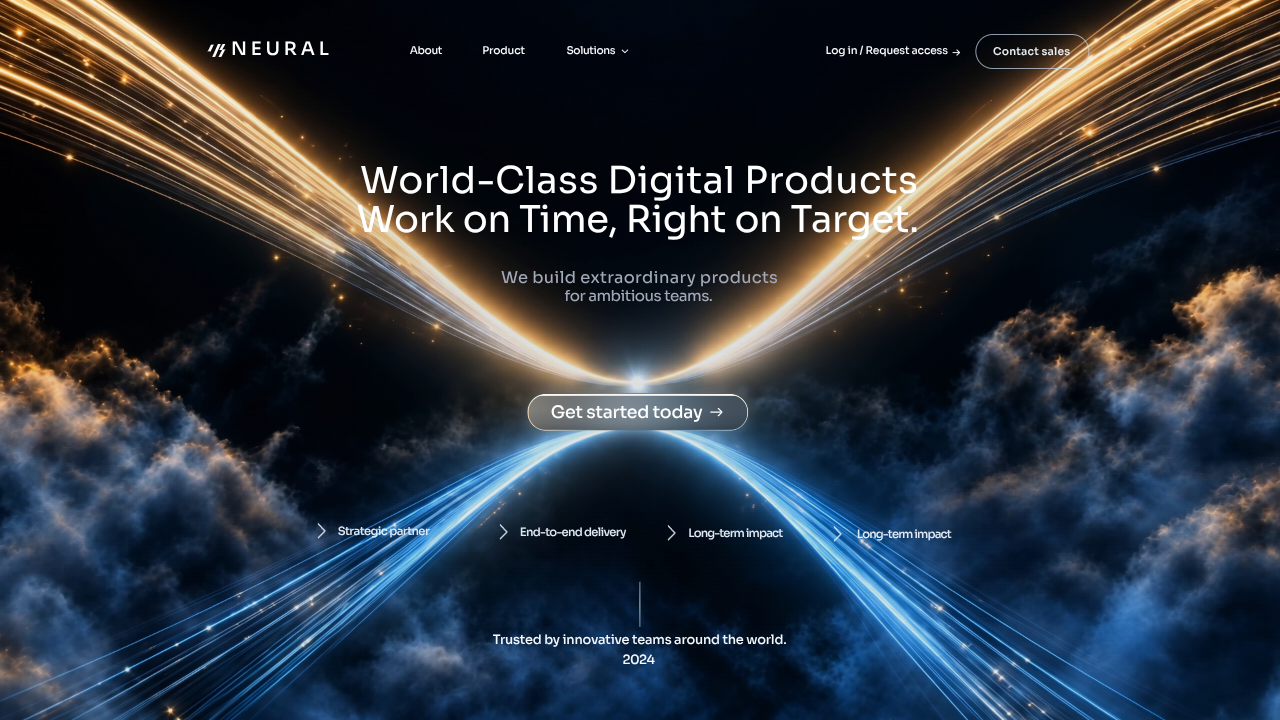 NEURAL
About
Product
Solutions
Log in / Request access →
Contact sales
World-Class Digital Products
Work on Time, Right on Target.
We build extraordinary products
for ambitious teams.
Get started today →
Strategic partner
End-to-end delivery
Long-term impact
Long-term impact
Trusted by innovative teams around the world.
2024